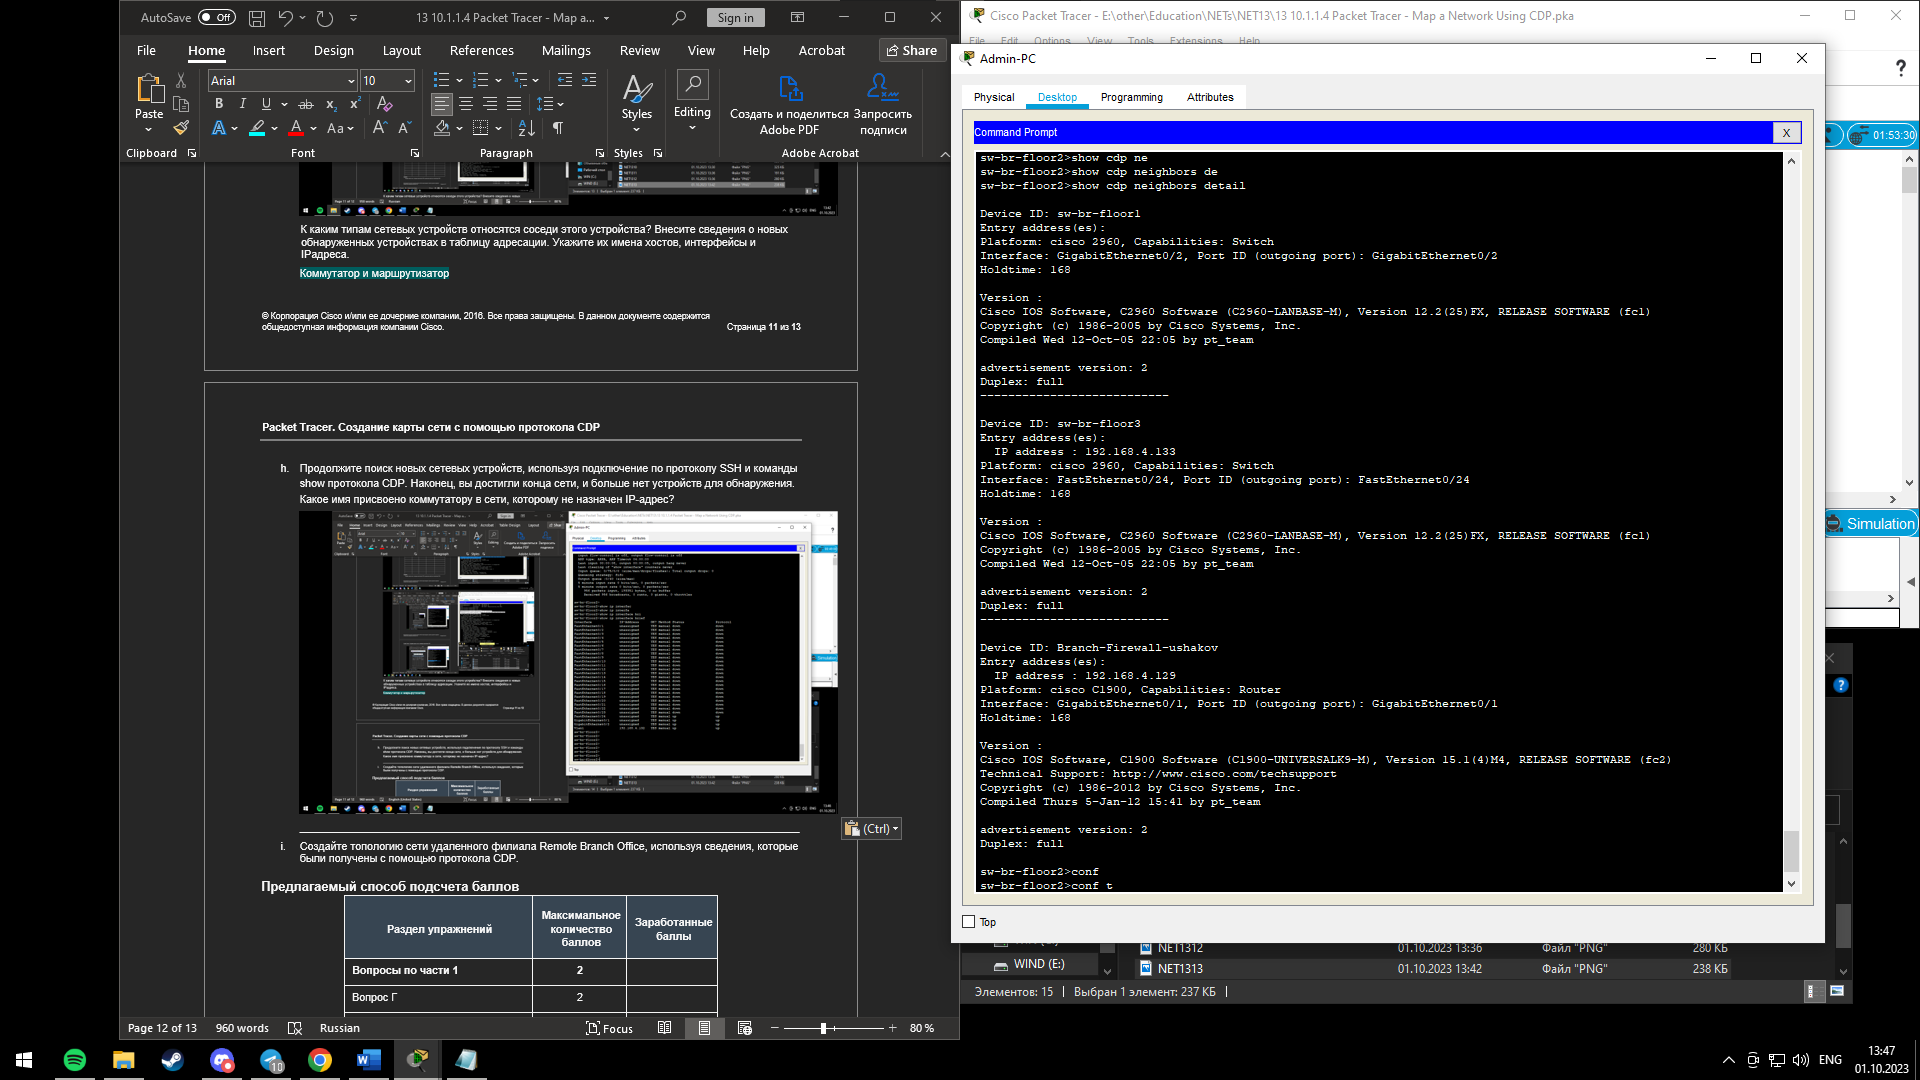 AutoSave
Off
13 10.1.1.4 Packet Tracer - Map a...
Sign in
File
Home
Insert
Design
Layout
References
Mailings
Review
View
Help
Acrobat
Share
Paste
Clipboard
Arial
10
Font
Paragraph
Styles
Styles
Editing
Создать и поделиться Adobe PDF
Запросить подписи
Adobe Acrobat
К каким типам сетевых устройств относятся соседи этого устройства? Внесите сведения о новых
обнаруженных устройствах в таблицу адресации. Укажите их имена хостов, интерфейсы и
IPадреса.
Коммутатор и маршрутизатор
© Корпорация Cisco и/или ее дочерние компании, 2016. Все права защищены. В данном документе содержится
общедоступная информация компании Cisco.
Страница 11 из 13
Packet Tracer. Создание карты сети с помощью протокола CDP
h. Продолжите поиск новых сетевых устройств, используя подключение по протоколу SSH и команды
show протокола CDP. Наконец, вы достигли конца сети, и больше нет устройств для обнаружения.
Какое имя присвоено коммутатору в сети, которому не назначен IP-адрес?
(Ctrl)
i. Создайте топологию сети удаленного филиала Remote Branch Office, используя сведения, которые
были получены с помощью протокола CDP.
Предлагаемый способ подсчета баллов
Раздел упражнений
Максимальное количество баллов
Заработанные баллы
Вопросы по части 1
2
Вопрос Г
2
Page 12 of 13
960 words
Russian
Focus
80 %
Cisco Packet Tracer - E:\other\Education\NETs\NET13\13 10.1.1.4 Packet Tracer - Map a Network Using CDP.pka
File
Edit
Options
View
Tools
Extensions
Help
01:53:30
Simulation
Admin-PC
Physical
Desktop
Programming
Attributes
Command Prompt
X
sw-br-floor2>show cdp ne
sw-br-floor2>show cdp neighbors de
sw-br-floor2>show cdp neighbors detail
Device ID: sw-br-floor1
Entry address(es):
Platform: cisco 2960, Capabilities: Switch
Interface: GigabitEthernet0/2, Port ID (outgoing port): GigabitEthernet0/2
Holdtime: 168
Version :
Cisco IOS Software, C2960 Software (C2960-LANBASE-M), Version 12.2(25)FX, RELEASE SOFTWARE (fc1)
Copyright (c) 1986-2005 by Cisco Systems, Inc.
Compiled Wed 12-Oct-05 22:05 by pt_team
advertisement version: 2
Duplex: full
---------------------------
Device ID: sw-br-floor3
Entry address(es):
IP address : 192.168.4.133
Platform: cisco 2960, Capabilities: Switch
Interface: FastEthernet0/24, Port ID (outgoing port): FastEthernet0/24
Holdtime: 168
Version :
Cisco IOS Software, C2960 Software (C2960-LANBASE-M), Version 12.2(25)FX, RELEASE SOFTWARE (fc1)
Copyright (c) 1986-2005 by Cisco Systems, Inc.
Compiled Wed 12-Oct-05 22:05 by pt_team
advertisement version: 2
Duplex: full
---------------------------
Device ID: Branch-Firewall-ushakov
Entry address(es):
IP address : 192.168.4.129
Platform: cisco C1900, Capabilities: Router
Interface: GigabitEthernet0/1, Port ID (outgoing port): GigabitEthernet0/1
Holdtime: 168
Version :
Cisco IOS Software, C1900 Software (C1900-UNIVERSALK9-M), Version 15.1(4)M4, RELEASE SOFTWARE (fc2)
Technical Support: http://www.cisco.com/techsupport
Copyright (c) 1986-2012 by Cisco Systems, Inc.
Compiled Thurs 5-Jan-12 15:41 by pt_team
advertisement version: 2
Duplex: full
sw-br-floor2>conf
sw-br-floor2>conf t
Top
NET1312
01.10.2023 13:36
Файл "PNG"
280 КБ
WIND (E:)
NET1313
01.10.2023 13:42
Файл "PNG"
238 КБ
Элементов: 15
Выбран 1 элемент: 237 КБ
10
ENG
13:47
01.10.2023